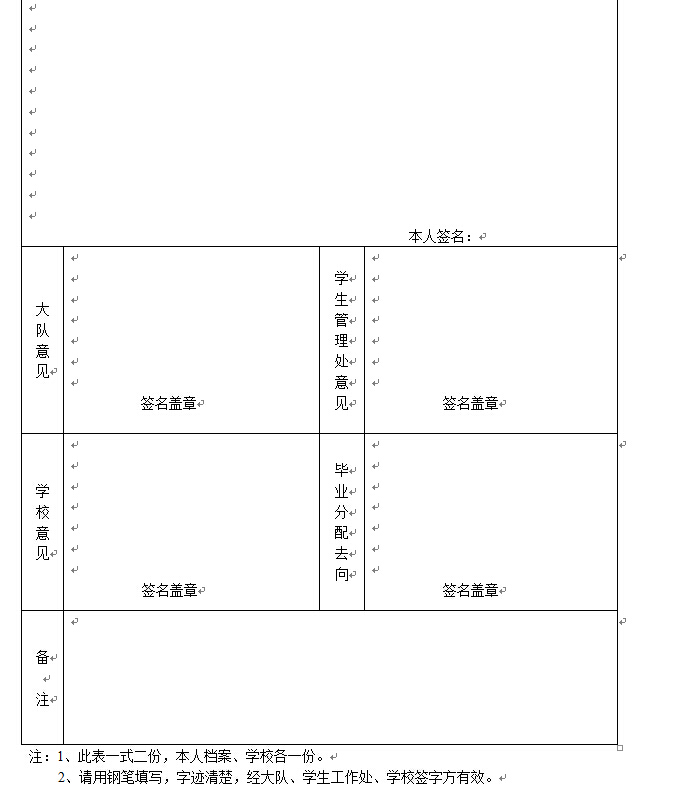 本人签名：
大队意见
签名盖章
学生管理处意见
签名盖章
学校意见
签名盖章
毕业分配去向
签名盖章
备注
注：1、此表一式二份，本人档案、学校各一份。
2、请用钢笔填写，字迹清楚，经大队、学生工作处、学校签字方有效。